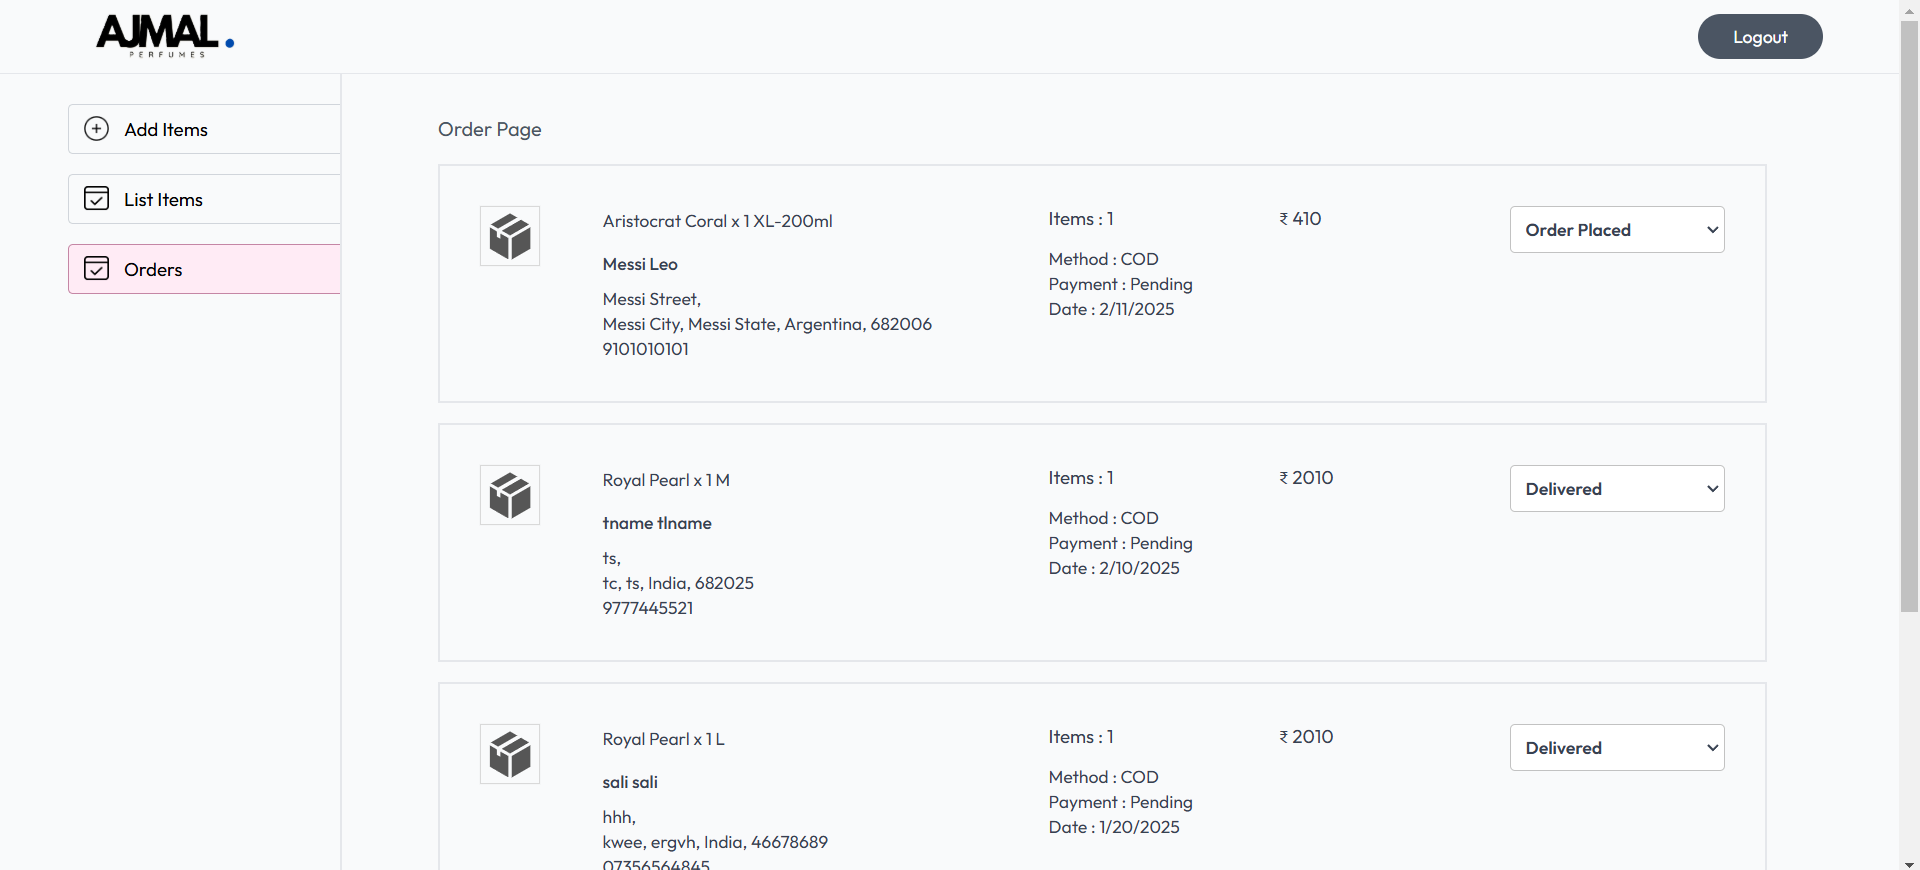 AJMAL
PERFUMES
Logout
Add Items
List Items
Orders
Order Page
Aristocrat Coral x 1 XL-200ml
Messi Leo
Messi Street,
Messi City, Messi State, Argentina, 682006
9101010101
Items : 1
Method : COD
Payment : Pending
Date : 2/11/2025
₹ 410
Order Placed
Royal Pearl x 1 M
tname tlname
ts,
tc, ts, India, 682025
9777445521
Items : 1
Method : COD
Payment : Pending
Date : 2/10/2025
₹ 2010
Delivered
Royal Pearl x 1 L
sali sali
hhh,
kwee, ergvh, India, 46678689
07356564845
Items : 1
Method : COD
Payment : Pending
Date : 1/20/2025
₹ 2010
Delivered